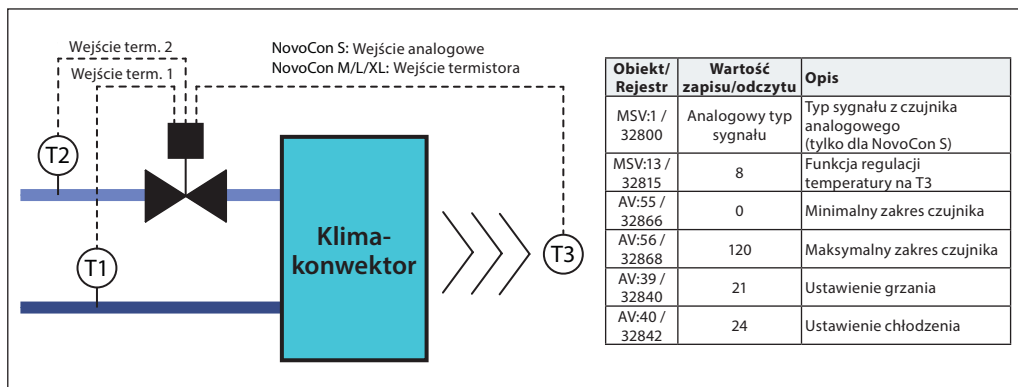 Wejście term. 2
Wejście term. 1
NovoCon S: Wejście analogowe
NovoCon M/L/XL: Wejście termistora
T2
T1
Klima-
konwektor
T3
Obiekt/
Rejestr
Wartość
zapisu/odczytu
Opis
MSV:1 /
32800
Analogowy typ
sygnału
Typ sygnału z czujnika
analogowego
(tylko dla NovoCon S)
MSV:13 /
32815
8
Funkcja regulacji
temperatury na T3
AV:55 /
32866
0
Minimalny zakres czujnika
AV:56 /
32868
120
Maksymalny zakres czujnika
AV:39 /
32840
21
Ustawienie grzania
AV:40 /
32842
24
Ustawienie chłodzenia